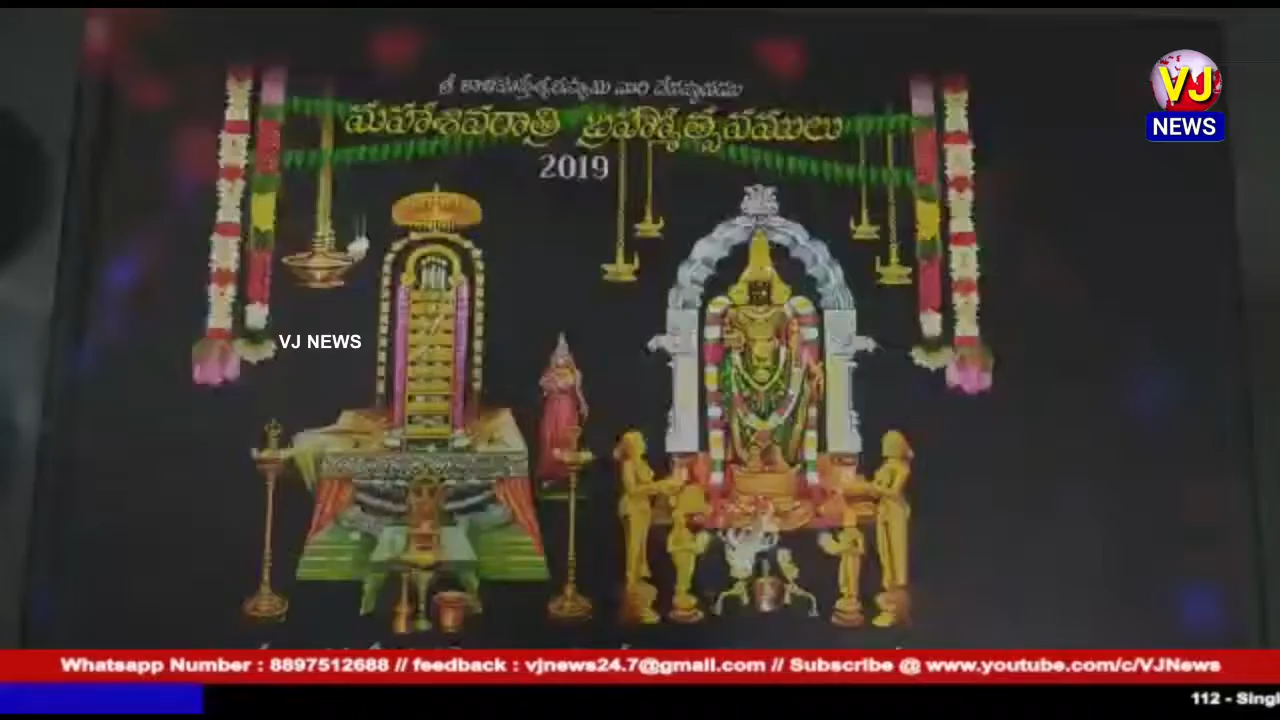 శ్రీ కాళహస్తీశ్వరస్వామి వారి దేవస్థానము
మహాశివరాత్రి బ్రహ్మోత్సవములు
2019
VJ
NEWS
VJ NEWS
Whatsapp Number : 8897512688 // feedback : vjnews24.7@gmail.com // Subscribe @ www.youtube.com/c/VJNews
112 - Singl